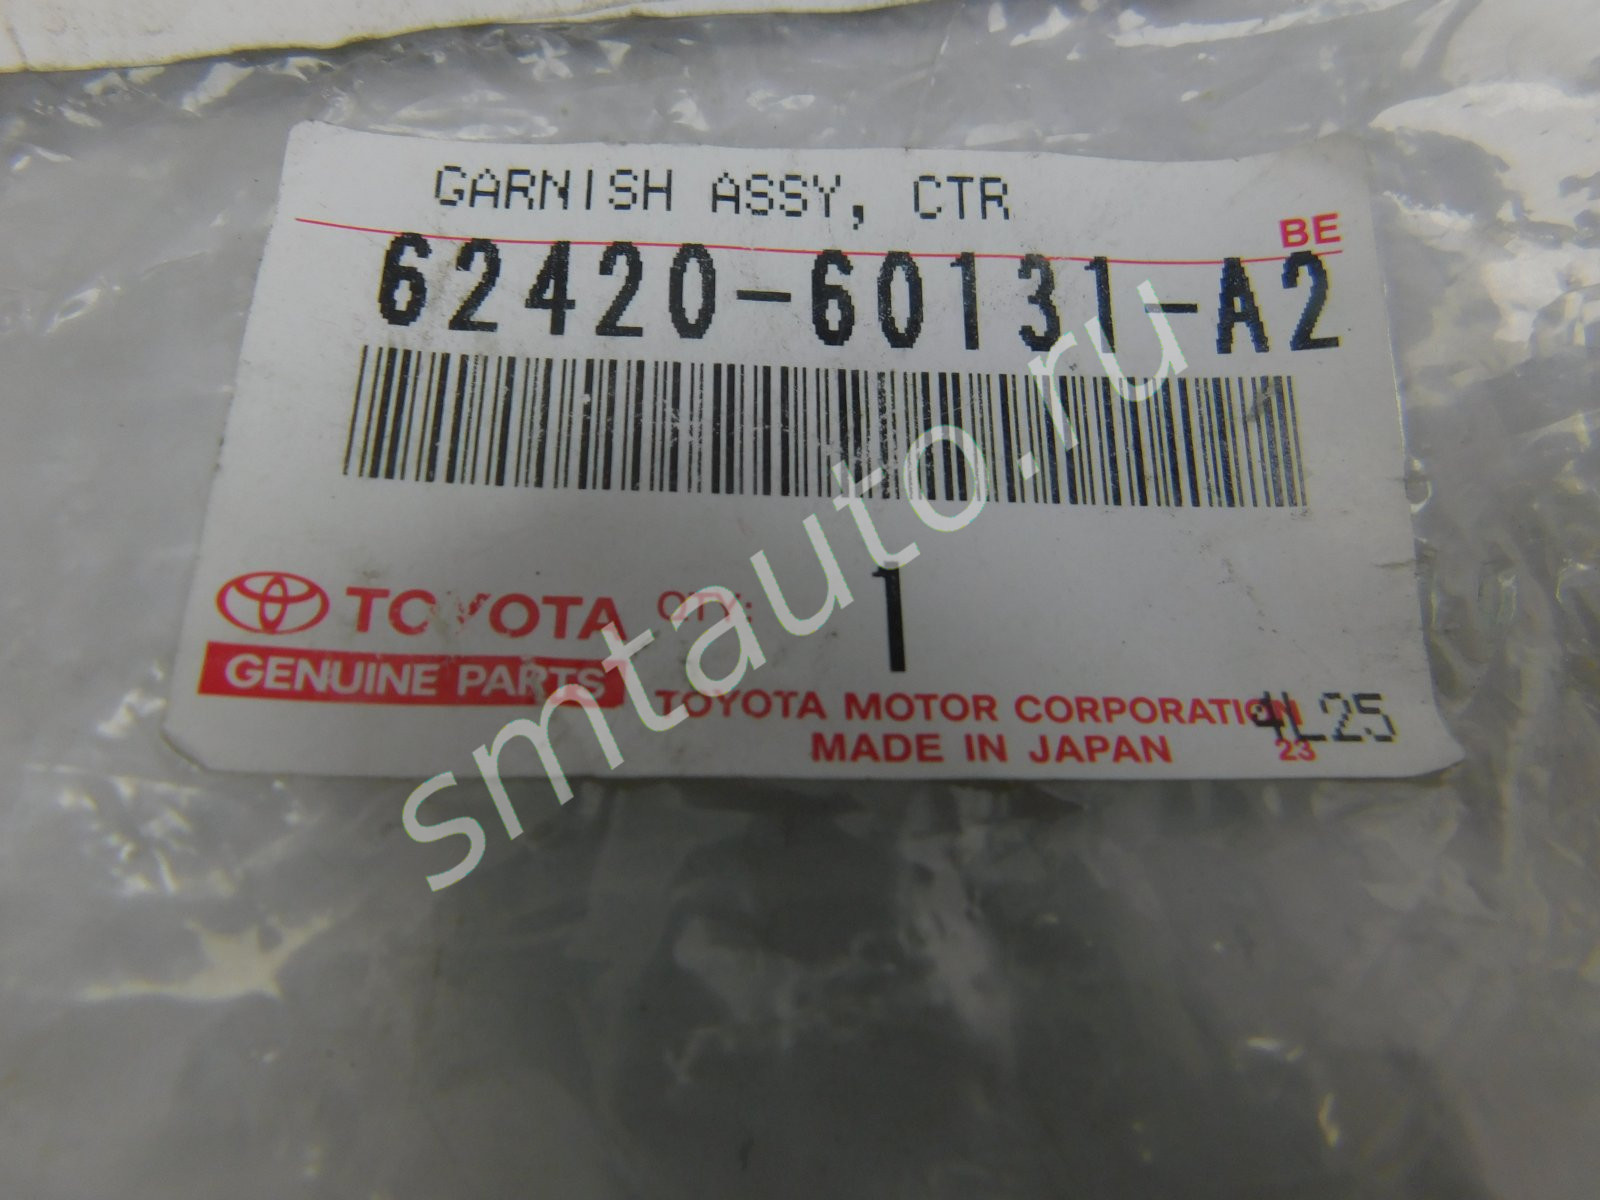 GARNISH ASSY, CTR
BE
62420-60131-A2
TOYOTA QTY: 1
GENUINE PARTS
TOYOTA MOTOR CORPORATION
4L25
MADE IN JAPAN 23
smtauto.ru